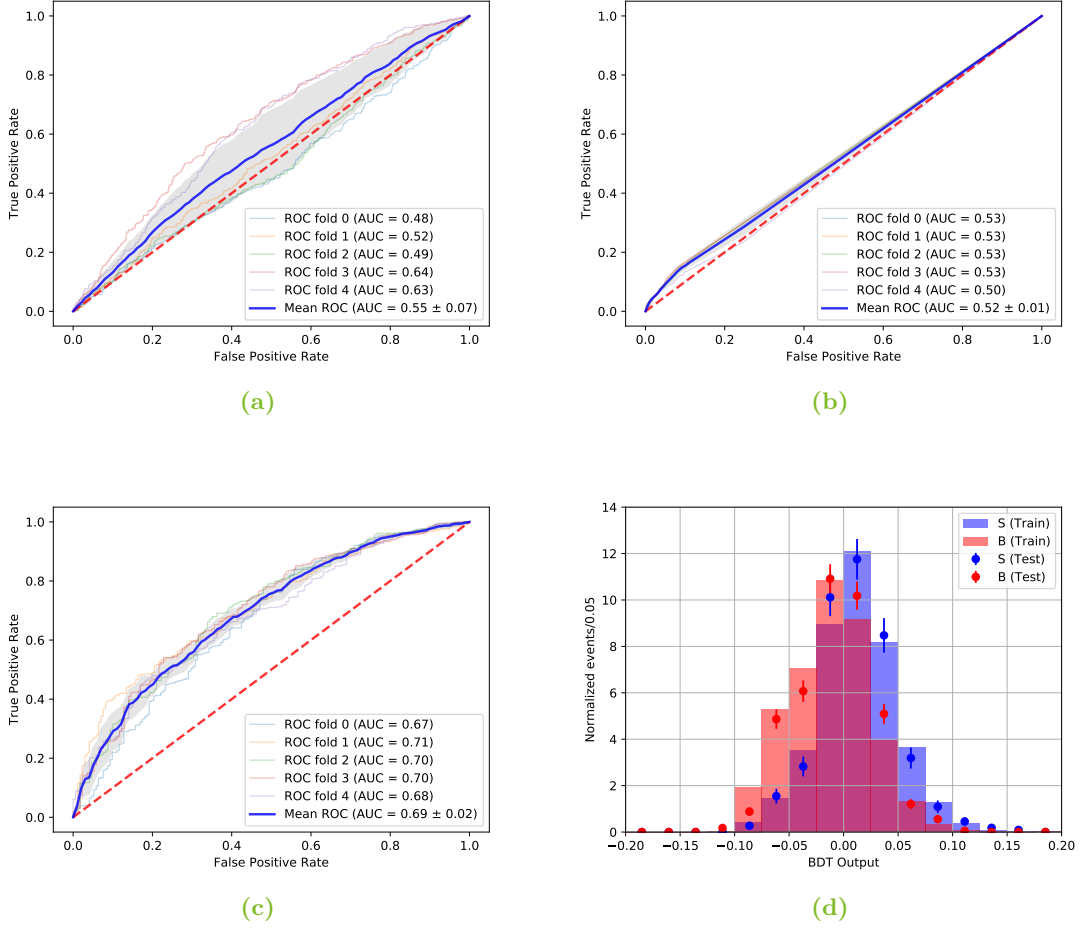 1.0
0.8
0.6
0.4
0.2
0.0
True Positive Rate
ROC fold 0 (AUC = 0.48)
ROC fold 1 (AUC = 0.52)
ROC fold 2 (AUC = 0.49)
ROC fold 3 (AUC = 0.64)
ROC fold 4 (AUC = 0.63)
Mean ROC (AUC = 0.55 ± 0.07)
0.0 0.2 0.4 0.6 0.8 1.0
False Positive Rate
(a)
1.0
0.8
0.6
0.4
0.2
0.0
True Positive Rate
ROC fold 0 (AUC = 0.53)
ROC fold 1 (AUC = 0.53)
ROC fold 2 (AUC = 0.53)
ROC fold 3 (AUC = 0.53)
ROC fold 4 (AUC = 0.50)
Mean ROC (AUC = 0.52 ± 0.01)
0.0 0.2 0.4 0.6 0.8 1.0
False Positive Rate
(b)
1.0
0.8
0.6
0.4
0.2
0.0
True Positive Rate
ROC fold 0 (AUC = 0.67)
ROC fold 1 (AUC = 0.71)
ROC fold 2 (AUC = 0.70)
ROC fold 3 (AUC = 0.70)
ROC fold 4 (AUC = 0.68)
Mean ROC (AUC = 0.69 ± 0.02)
0.0 0.2 0.4 0.6 0.8 1.0
False Positive Rate
(c)
14
12
10
8
6
4
2
0
Normalized events/0.05
S (Train)
B (Train)
S (Test)
B (Test)
−0.20 −0.15 −0.10 −0.05 0.00 0.05 0.10 0.15 0.20
BDT Output
(d)